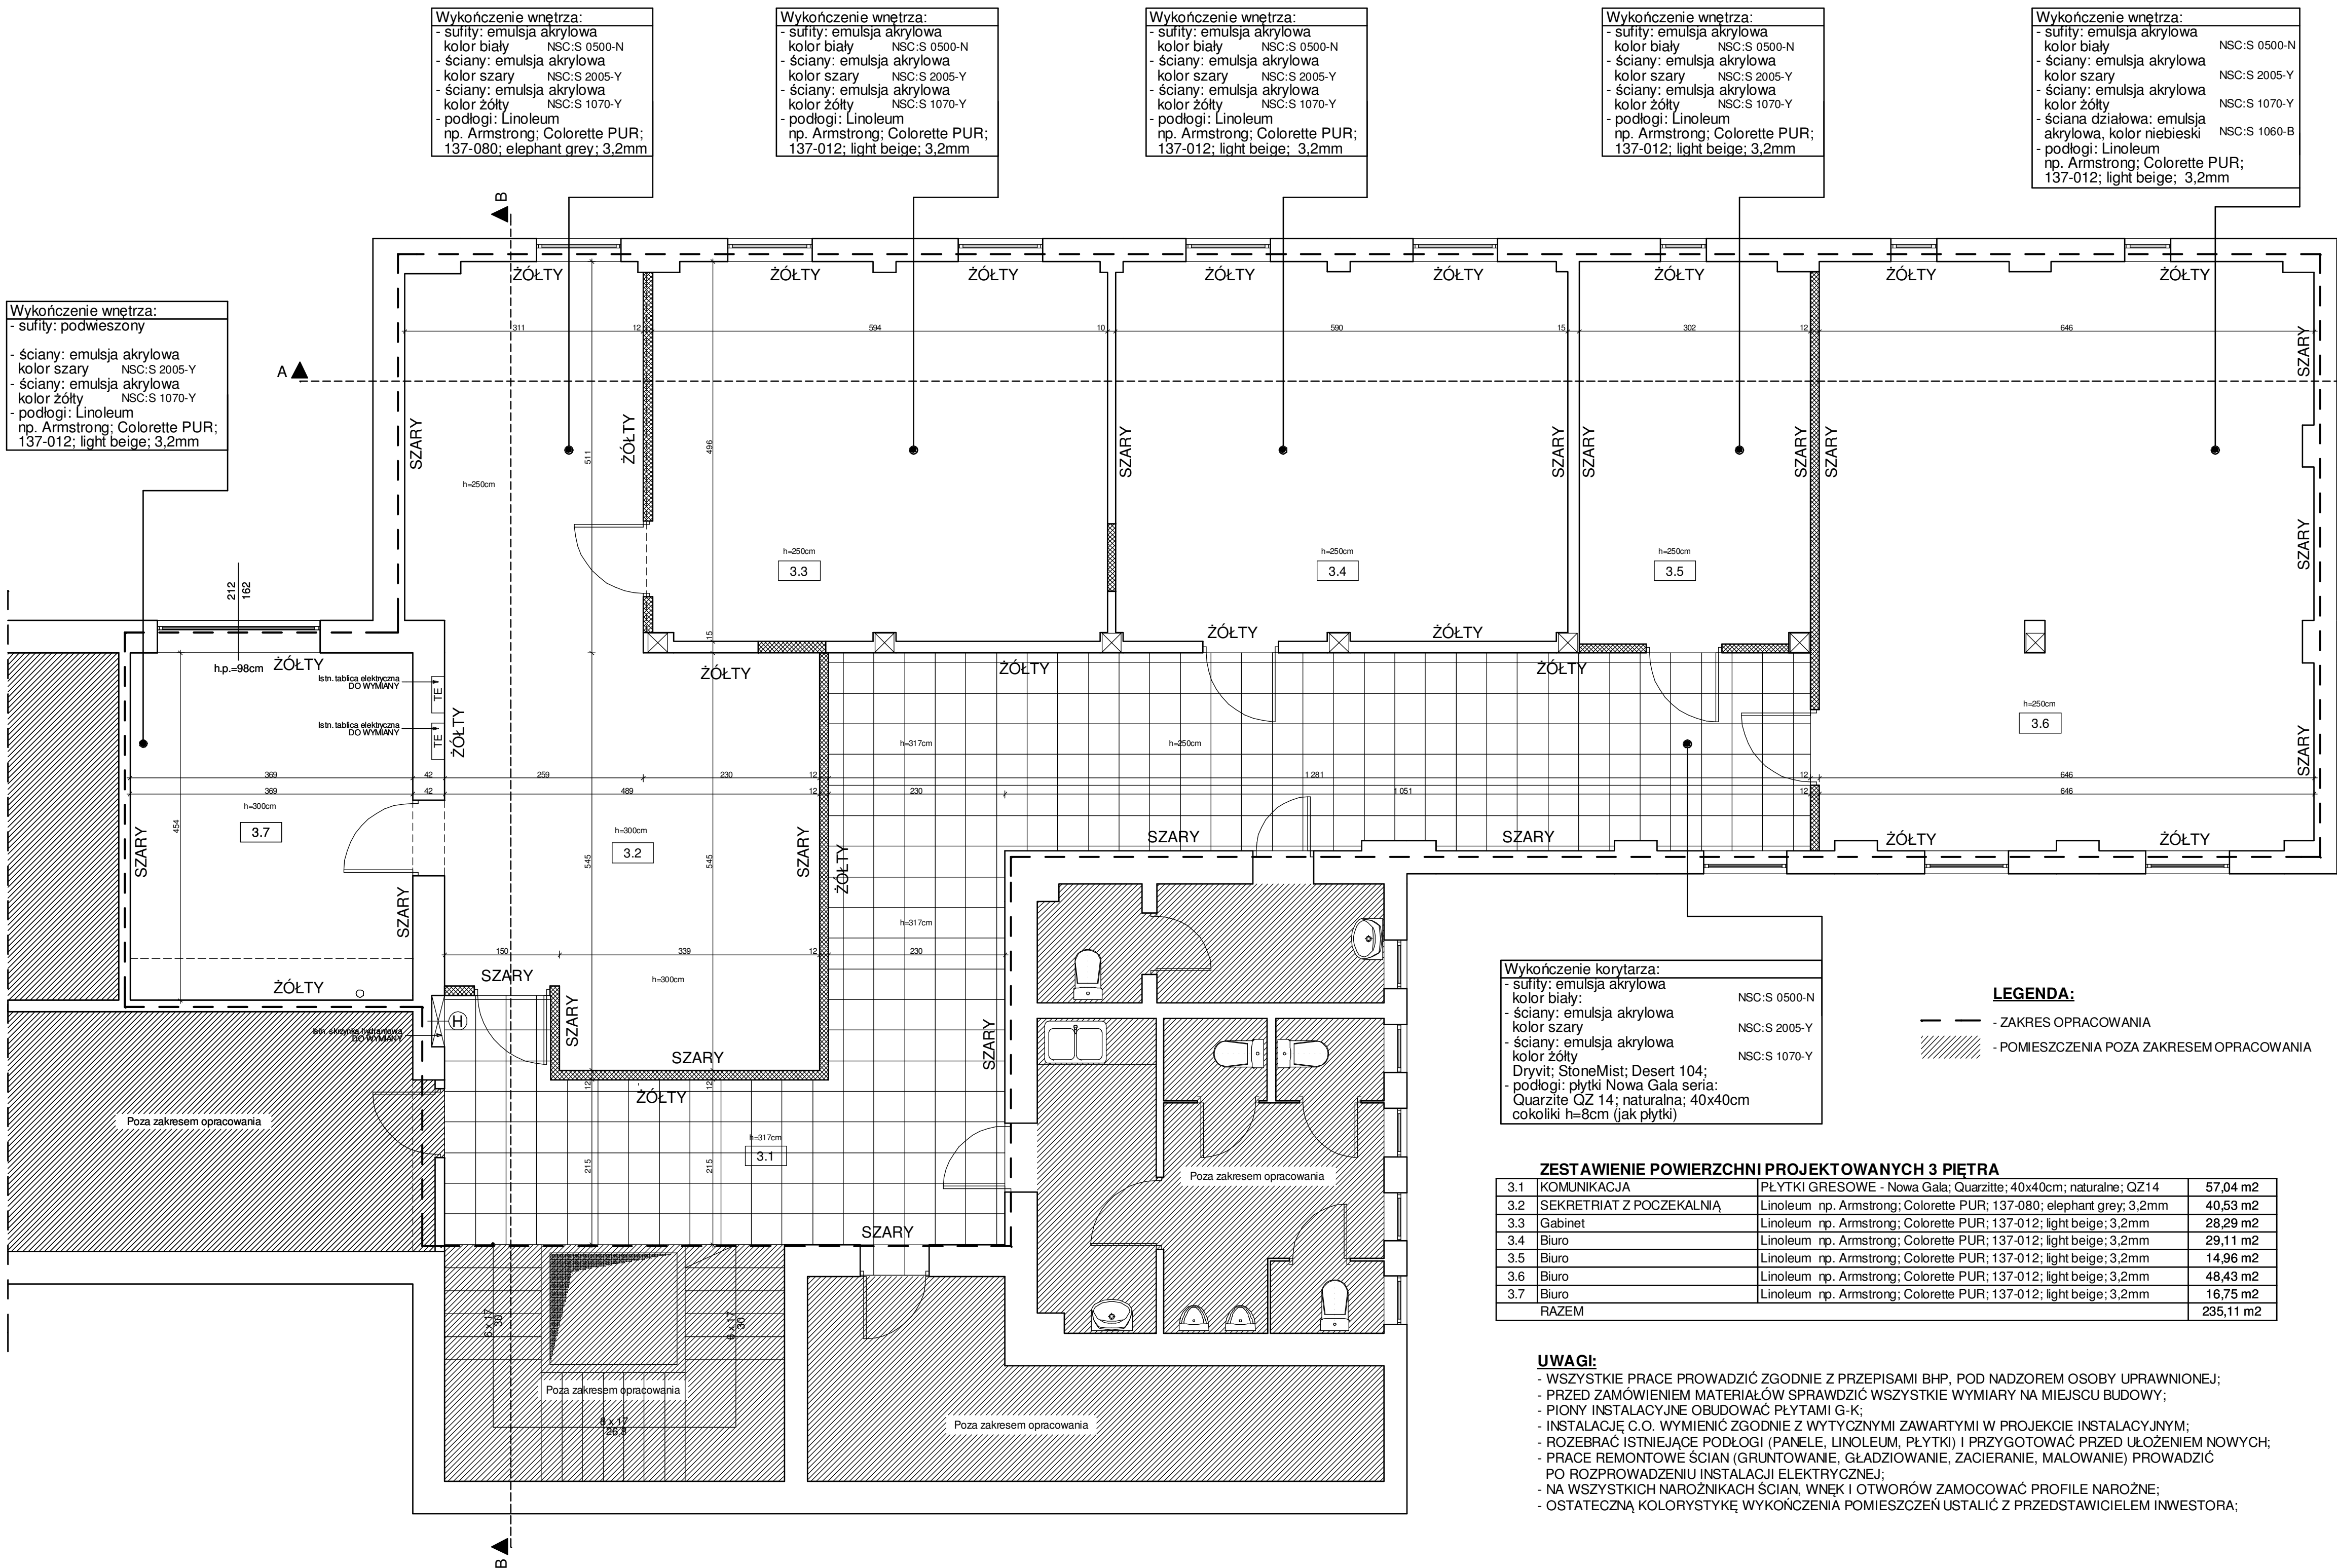 Wykończenie wnętrza:
- sufity: emulsja akrylowa
kolor biały NSC:S 0500-N
- ściany: emulsja akrylowa
kolor szary NSC:S 2005-Y
- ściany: emulsja akrylowa
kolor żółty NSC:S 1070-Y
- podłogi: Linoleum
np. Armstrong; Colorette PUR;
137-080; elephant grey; 3,2mm
Wykończenie wnętrza:
- sufity: emulsja akrylowa
kolor biały NSC:S 0500-N
- ściany: emulsja akrylowa
kolor szary NSC:S 2005-Y
- ściany: emulsja akrylowa
kolor żółty NSC:S 1070-Y
- podłogi: Linoleum
np. Armstrong; Colorette PUR;
137-012; light beige; 3,2mm
Wykończenie wnętrza:
- sufity: emulsja akrylowa
kolor biały NSC:S 0500-N
- ściany: emulsja akrylowa
kolor szary NSC:S 2005-Y
- ściany: emulsja akrylowa
kolor żółty NSC:S 1070-Y
- podłogi: Linoleum
np. Armstrong; Colorette PUR;
137-012; light beige; 3,2mm
Wykończenie wnętrza:
- sufity: emulsja akrylowa
kolor biały NSC:S 0500-N
- ściany: emulsja akrylowa
kolor szary NSC:S 2005-Y
- ściany: emulsja akrylowa
kolor żółty NSC:S 1070-Y
- podłogi: Linoleum
np. Armstrong; Colorette PUR;
137-012; light beige; 3,2mm
Wykończenie wnętrza:
- sufity: emulsja akrylowa
kolor biały NSC:S 0500-N
- ściany: emulsja akrylowa
kolor szary NSC:S 2005-Y
- ściany: emulsja akrylowa
kolor żółty NSC:S 1070-Y
- ściana działowa: emulsja
akrylowa, kolor niebieski NSC:S 1060-B
- podłogi: Linoleum
np. Armstrong; Colorette PUR;
137-012; light beige; 3,2mm
B
ŻÓŁTY ŻÓŁTY ŻÓŁTY ŻÓŁTY ŻÓŁTY ŻÓŁTY ŻÓŁTY ŻÓŁTY
Wykończenie wnętrza:
- sufity: podwieszony
- ściany: emulsja akrylowa
kolor szary NSC:S 2005-Y
- ściany: emulsja akrylowa
kolor żółty NSC:S 1070-Y
- podłogi: Linoleum
np. Armstrong; Colorette PUR;
137-012; light beige; 3,2mm
311 12 594 10 590 15 302 12 646
SZARY
A
SZARY
511
ŻÓŁTY
496
SZARY
SZARY
SZARY
SZARY
SZARY
h=250cm
SZARY
h=250cm
3.3
h=250cm
3.4
h=250cm
3.5
212
162
15
ŻÓŁTY ŻÓŁTY
h.p.=98cm ŻÓŁTY
ŻÓŁTY ŻÓŁTY ŻÓŁTY
Istn. tablica elektryczna
DO WYMIANY
TE
Istn. tablica elektryczna
DO WYMIANY
TE
ŻÓŁTY
h=317cm
h=250cm
h=250cm
3.6
SZARY
369 42 259 230 12 1 281 12 646
369 42 489 12 230 1 051 12 646
h=300cm
3.7
454
SZARY
h=300cm
3.2
545
545
SZARY
ŻÓŁTY
SZARY SZARY ŻÓŁTY ŻÓŁTY
SZARY
h=317cm
150 339 12 230
SZARY
h=300cm
ŻÓŁTY
H
Istn. skrzynka hydrantowa
DO WYMIANY
SZARY
SZARY
SZARY
12
12
ŻÓŁTY
Poza zakresem opracowania
h=317cm
3.1
215
215
SZARY
Poza zakresem opracowania
6 x 17
30
6 x 17
30
Poza zakresem opracowania
8 x 17
26.3
Poza zakresem opracowania
B
Wykończenie korytarza:
- sufity: emulsja akrylowa
kolor biały: NSC:S 0500-N
- ściany: emulsja akrylowa
kolor szary NSC:S 2005-Y
- ściany: emulsja akrylowa
kolor żółty NSC:S 1070-Y
Dryvit; StoneMist; Desert 104;
- podłogi: płytki Nowa Gala seria:
Quarzite QZ 14; naturalna; 40x40cm
cokoliki h=8cm (jak płytki)
LEGENDA:
- ZAKRES OPRACOWANIA
- POMIESZCZENIA POZA ZAKRESEM OPRACOWANIA
ZESTAWIENIE POWIERZCHNI PROJEKTOWANYCH 3 PIĘTRA
3.1 KOMUNIKACJA PŁYTKI GRESOWE - Nowa Gala; Quarzitte; 40x40cm; naturalne; QZ14 57,04 m2
3.2 SEKRETRIAT Z POCZEKALNIĄ Linoleum np. Armstrong; Colorette PUR; 137-080; elephant grey; 3,2mm 40,53 m2
3.3 Gabinet Linoleum np. Armstrong; Colorette PUR; 137-012; light beige; 3,2mm 28,29 m2
3.4 Biuro Linoleum np. Armstrong; Colorette PUR; 137-012; light beige; 3,2mm 29,11 m2
3.5 Biuro Linoleum np. Armstrong; Colorette PUR; 137-012; light beige; 3,2mm 14,96 m2
3.6 Biuro Linoleum np. Armstrong; Colorette PUR; 137-012; light beige; 3,2mm 48,43 m2
3.7 Biuro Linoleum np. Armstrong; Colorette PUR; 137-012; light beige; 3,2mm 16,75 m2
RAZEM 235,11 m2
UWAGI:
- WSZYSTKIE PRACE PROWADZIĆ ZGODNIE Z PRZEPISAMI BHP, POD NADZOREM OSOBY UPRAWNIONEJ;
- PRZED ZAMÓWIENIEM MATERIAŁÓW SPRAWDZIĆ WSZYSTKIE WYMIARY NA MIEJSCU BUDOWY;
- PIONY INSTALACYJNE OBUDOWAĆ PŁYTAMI G-K;
- INSTALACJĘ C.O. WYMIENIĆ ZGODNIE Z WYTYCZNYMI ZAWARTYMI W PROJEKCIE INSTALACYJNYM;
- ROZEBRAĆ ISTNIEJĄCE PODŁOGI (PANELE, LINOLEUM, PŁYTKI) I PRZYGOTOWAĆ PRZED UŁOŻENIEM NOWYCH;
- PRACE REMONTOWE ŚCIAN (GRUNTOWANIE, GŁADZIOWANIE, ZACIERANIE, MALOWANIE) PROWADZIĆ
PO ROZPROWADZENIU INSTALACJI ELEKTRYCZNEJ;
- NA WSZYSTKICH NAROŻNIKACH ŚCIAN, WNĘK I OTWORÓW ZAMOCOWAĆ PROFILE NAROŻNE;
- OSTATECZNĄ KOLORYSTYKĘ WYKOŃCZENIA POMIESZCZEŃ USTALIĆ Z PRZEDSTAWICIELEM INWESTORA;